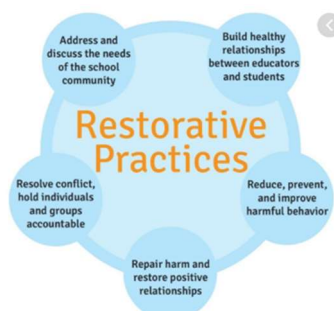 Restorative
Practices
Address and
discuss the needs
of the school
community
Build healthy
relationships
between educators
and students
Reduce, prevent,
and improve
harmful behavior
Repair harm and
restore positive
relationships
Resolve conflict,
hold individuals
and groups
accountable